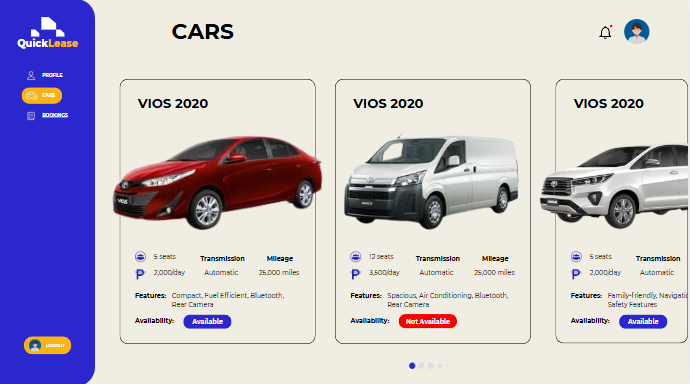 QuickLease
PROFILE
CARS
BOOKINGS
LOGOUT
CARS
VIOS 2020
VIOS
5 seats
Transmission
Mileage
2,000/day
Automatic
25,000 miles
Features: Compact, Fuel Efficient, Bluetooth,
Rear Camera
Availability: Available
VIOS 2020
12 seats
Transmission
Mileage
3,500/day
Automatic
25,000 miles
Features: Spacious, Air Conditioning, Bluetooth,
Rear Camera
Availability: Not Available
VIOS 2020
5 seats
Transmission
2,000/day
Automatic
Features: Family-friendly, Navigatic
Safety Features
Availability: Available